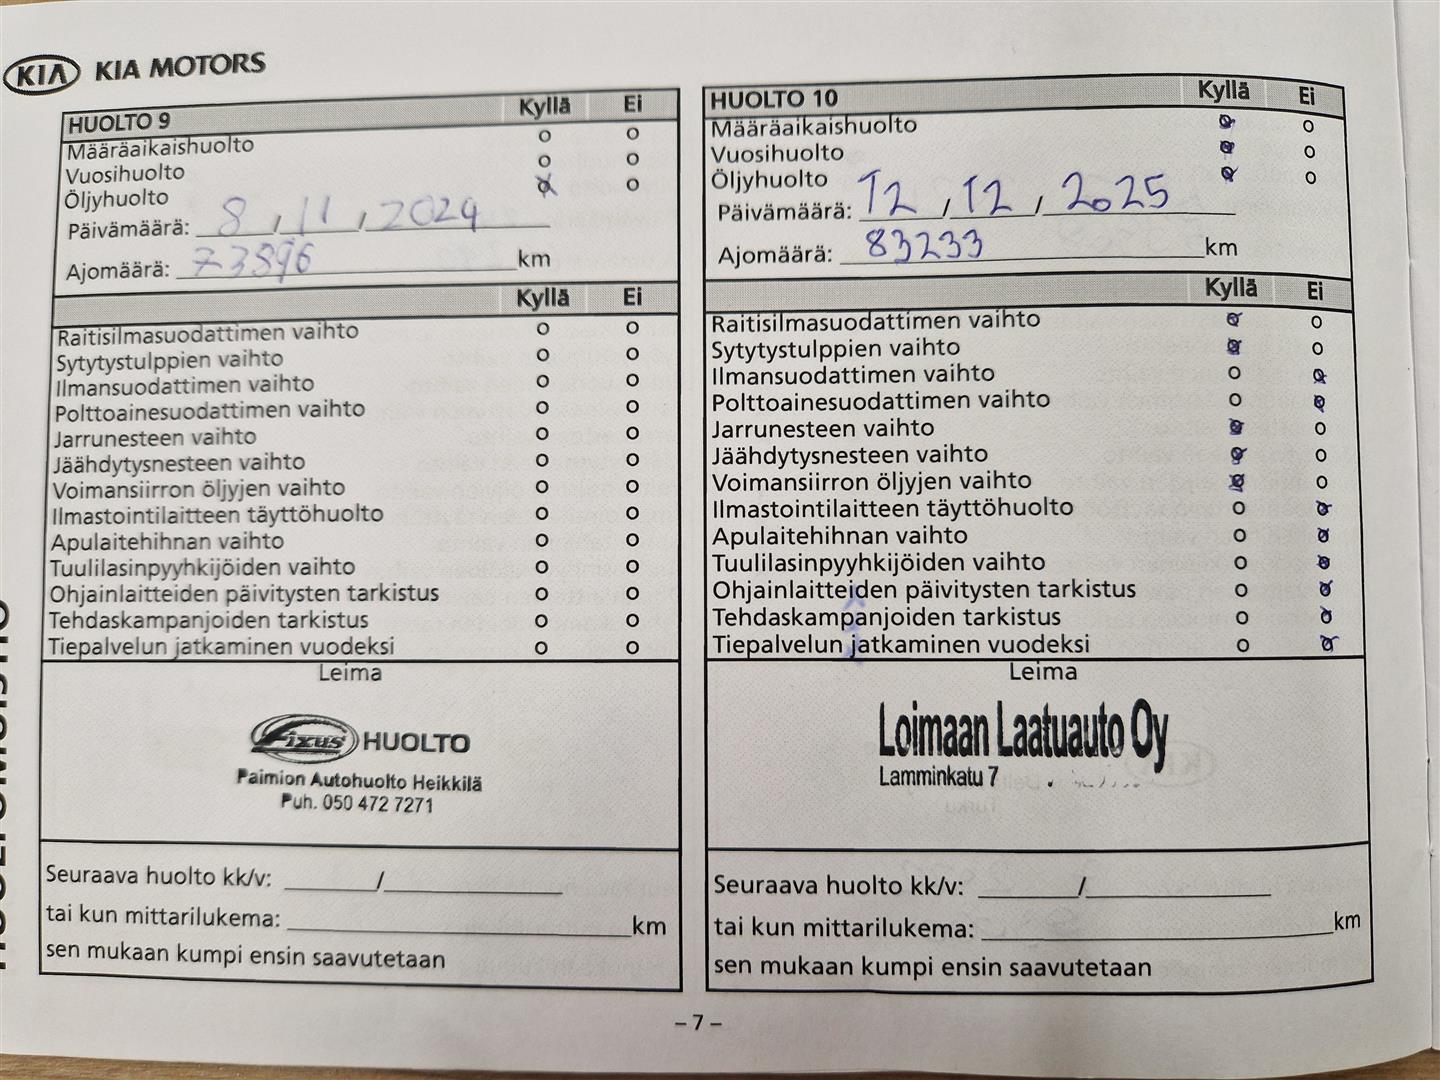 KIA KIA MOTORS
HUOLTO 9 Kyllä Ei
Määräaikaishuolto o o
Vuosihuolto o o
Öljyhuolto o o
Päivämäärä: 8, 11, 2024
Ajomäärä: 73896 km
Kyllä Ei
Raitisilmasuodattimen vaihto o o
Sytytystulppien vaihto o o
Ilmansuodattimen vaihto o o
Polttoainesuodattimen vaihto o o
Jarrunesteen vaihto o o
Jäähdytysnesteen vaihto o o
Voimansiirron öljyjen vaihto o o
Ilmastointilaitteen täyttöhuolto o o
Apulaitehihnan vaihto o o
Tuulilasinpyyhkijöiden vaihto o o
Ohjainlaitteiden päivitysten tarkistus o o
Tehdaskampanjoiden tarkistus o o
Tiepalvelun jatkaminen vuodeksi o o
Leima
Fixus HUOLTO
Paimion Autohuolto Heikkilä
Puh. 050 472 7271
Seuraava huolto kk/v: /
tai kun mittarilukema: km
sen mukaan kumpi ensin saavutetaan
HUOLTO 10 Kyllä Ei
Määräaikaishuolto o o
Vuosihuolto o o
Öljyhuolto o o
Päivämäärä: 12, 12, 2025
Ajomäärä: 83233 km
Kyllä Ei
Raitisilmasuodattimen vaihto o o
Sytytystulppien vaihto o o
Ilmansuodattimen vaihto o o
Polttoainesuodattimen vaihto o o
Jarrunesteen vaihto o o
Jäähdytysnesteen vaihto o o
Voimansiirron öljyjen vaihto o o
Ilmastointilaitteen täyttöhuolto o o
Apulaitehihnan vaihto o o
Tuulilasinpyyhkijöiden vaihto o o
Ohjainlaitteiden päivitysten tarkistus o o
Tehdaskampanjoiden tarkistus o o
Tiepalvelun jatkaminen vuodeksi o o
Leima
Loimaan Laatuauto Oy
Lamminkatu 7
Seuraava huolto kk/v: /
tai kun mittarilukema: km
sen mukaan kumpi ensin saavutetaan
– 7 –